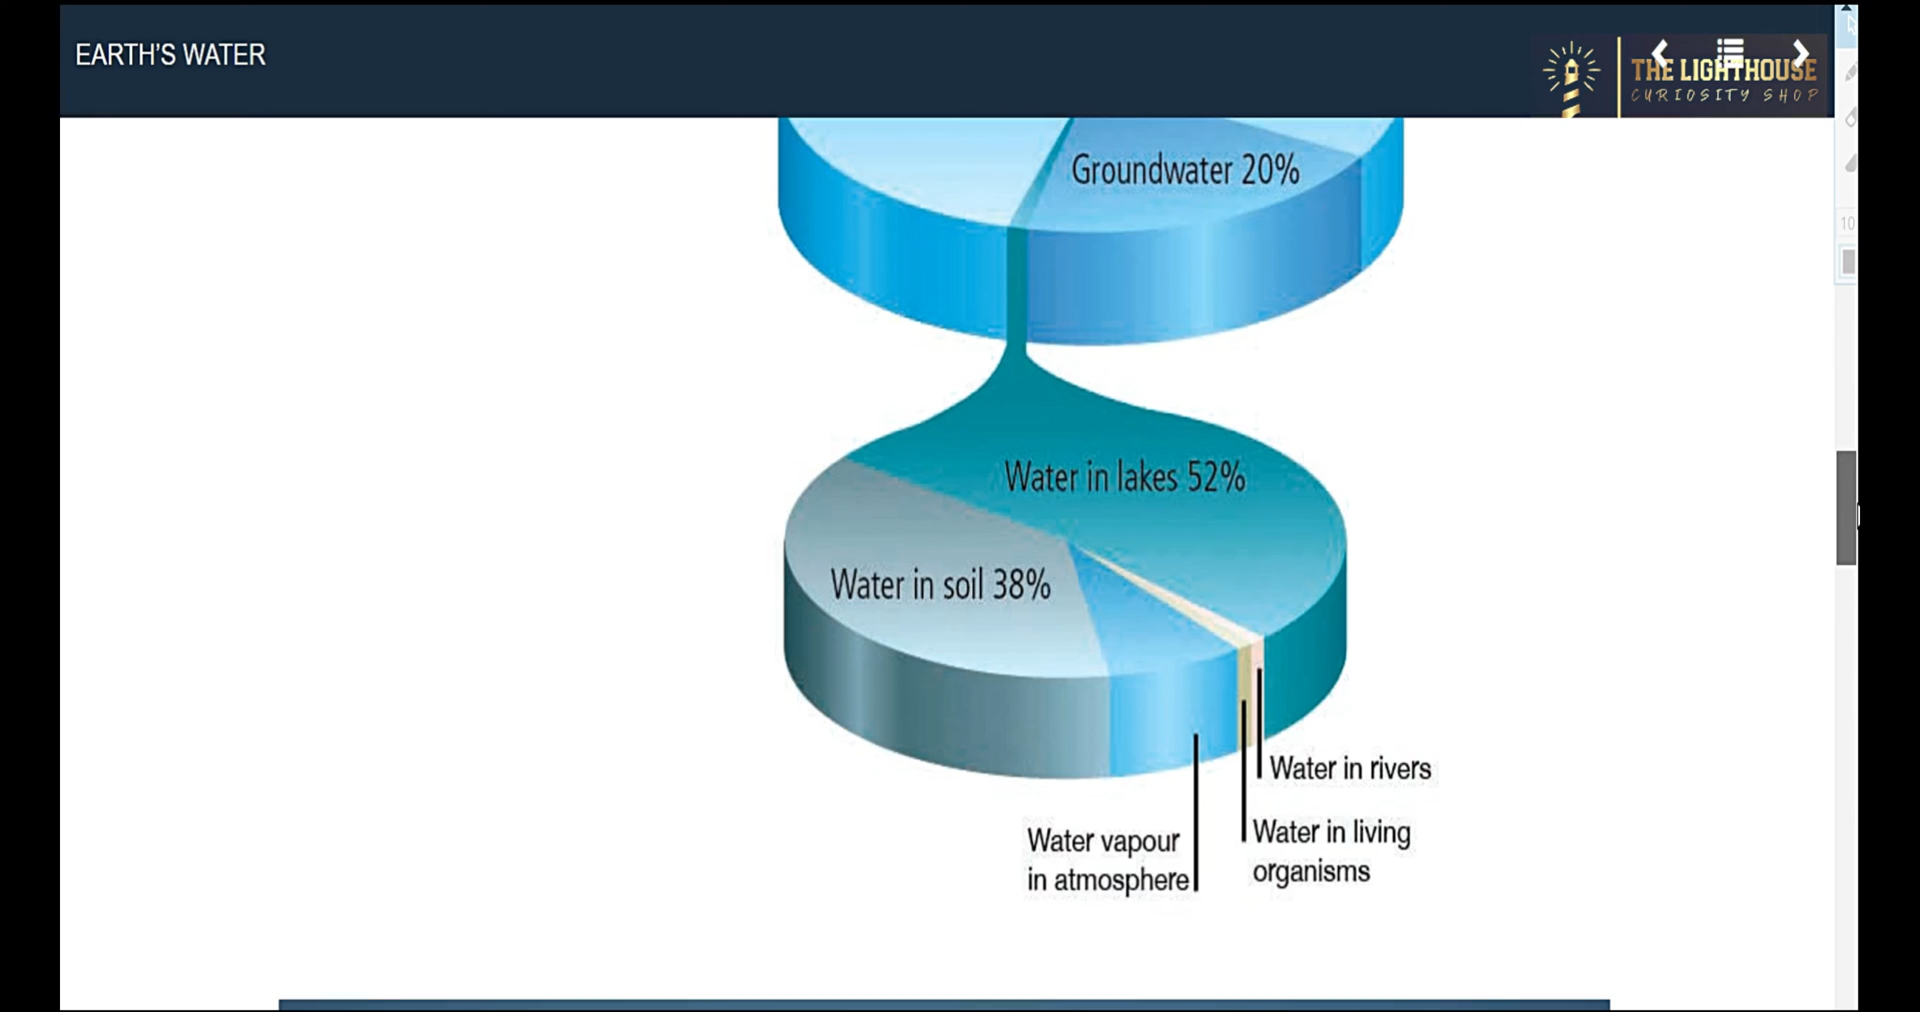 EARTH'S WATER
THE LIGHTHOUSE
CURIOSITY SHOP
Groundwater 20%
Water in lakes 52%
Water in soil 38%
Water in rivers
Water vapour
in atmosphere
Water in living
organisms
10